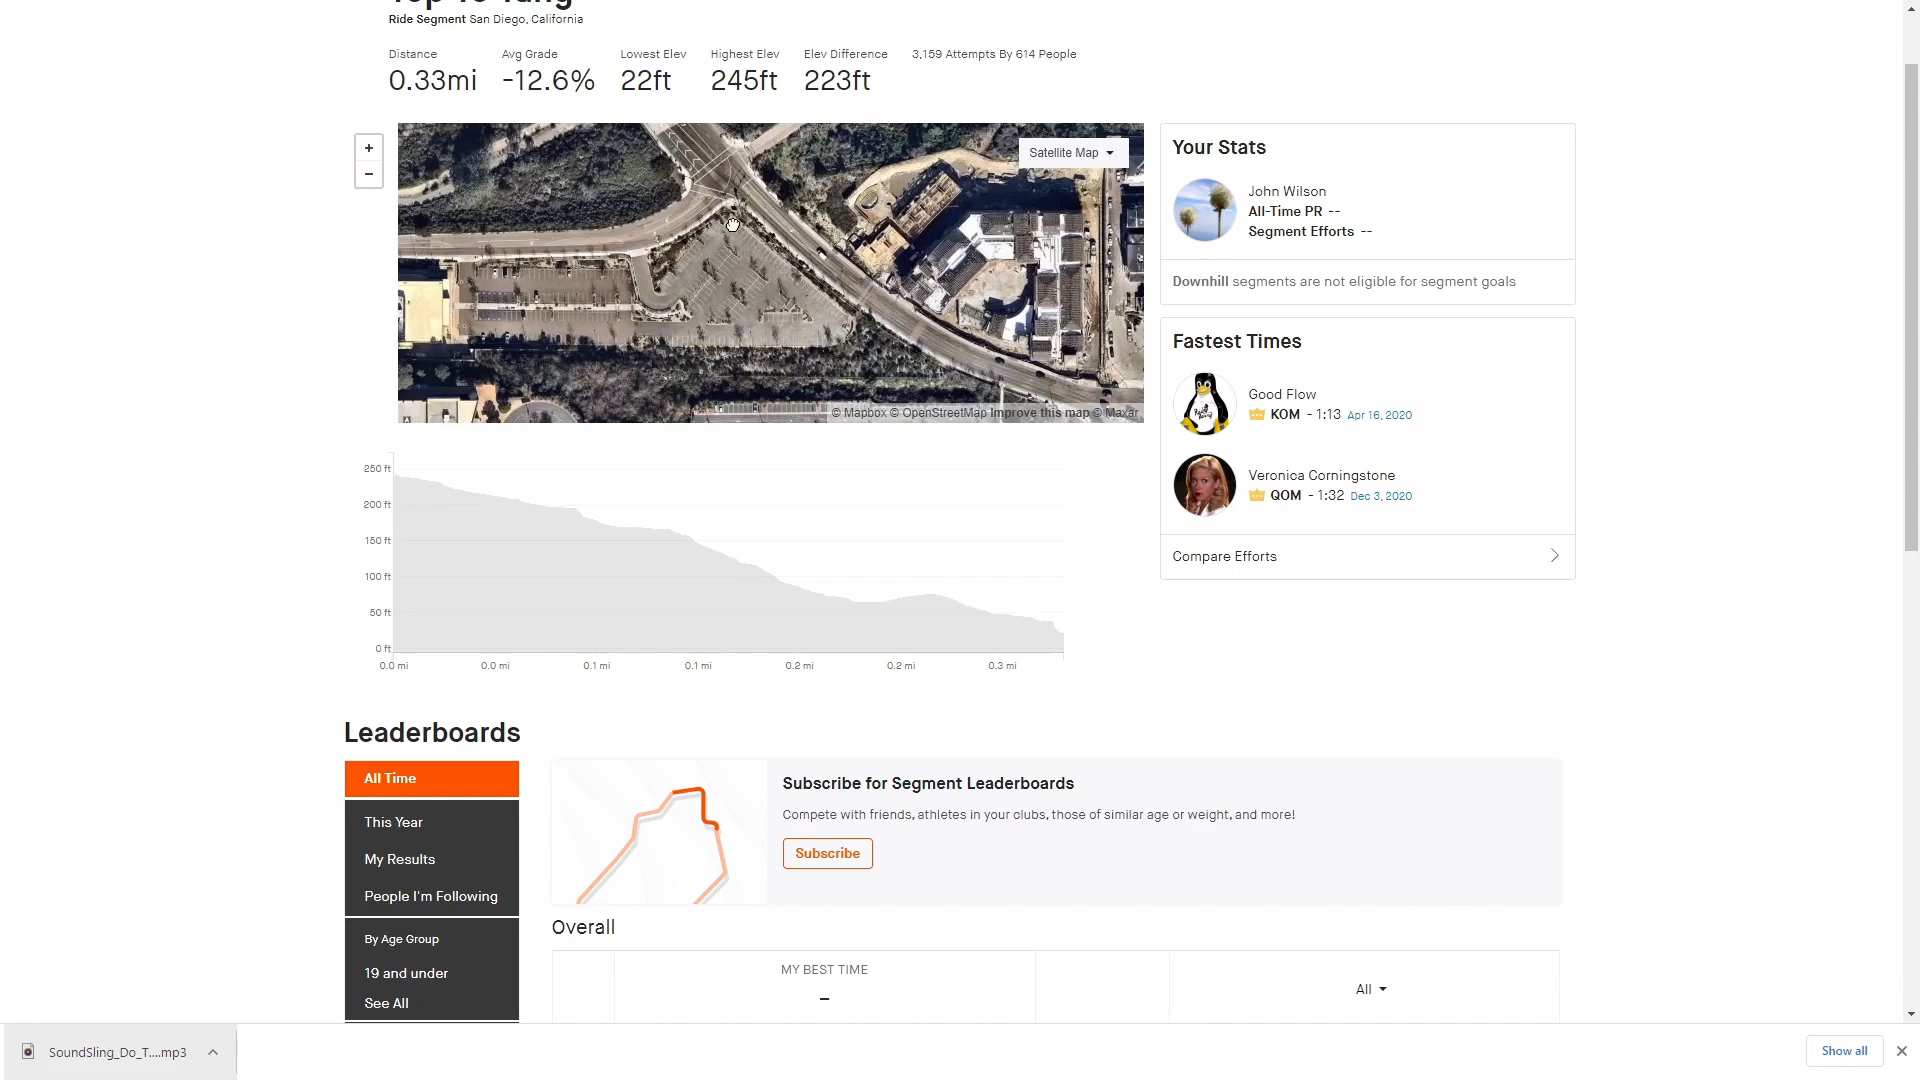 Ride Segment San Diego, California
Distance
0.33mi
Avg Grade
-12.6%
Lowest Elev
22ft
Highest Elev
245ft
Elev Difference
223ft
3,159 Attempts By 614 People
+
−
Satellite Map
© Mapbox © OpenStreetMap Improve this map © Maxar
250 ft
200 ft
150 ft
100 ft
50 ft
0 ft
0.0 mi 0.0 mi 0.1 mi 0.1 mi 0.2 mi 0.2 mi 0.3 mi
Your Stats
John Wilson
All-Time PR --
Segment Efforts --
Downhill segments are not eligible for segment goals
Fastest Times
Good Flow
KOM - 1:13 Apr 16, 2020
Veronica Corningstone
QOM - 1:32 Dec 3, 2020
Compare Efforts
Leaderboards
All Time
This Year
My Results
People I'm Following
By Age Group
19 and under
See All
Subscribe for Segment Leaderboards
Compete with friends, athletes in your clubs, those of similar age or weight, and more!
Subscribe
Overall
MY BEST TIME
–
All
SoundSling_Do_T....mp3
Show all